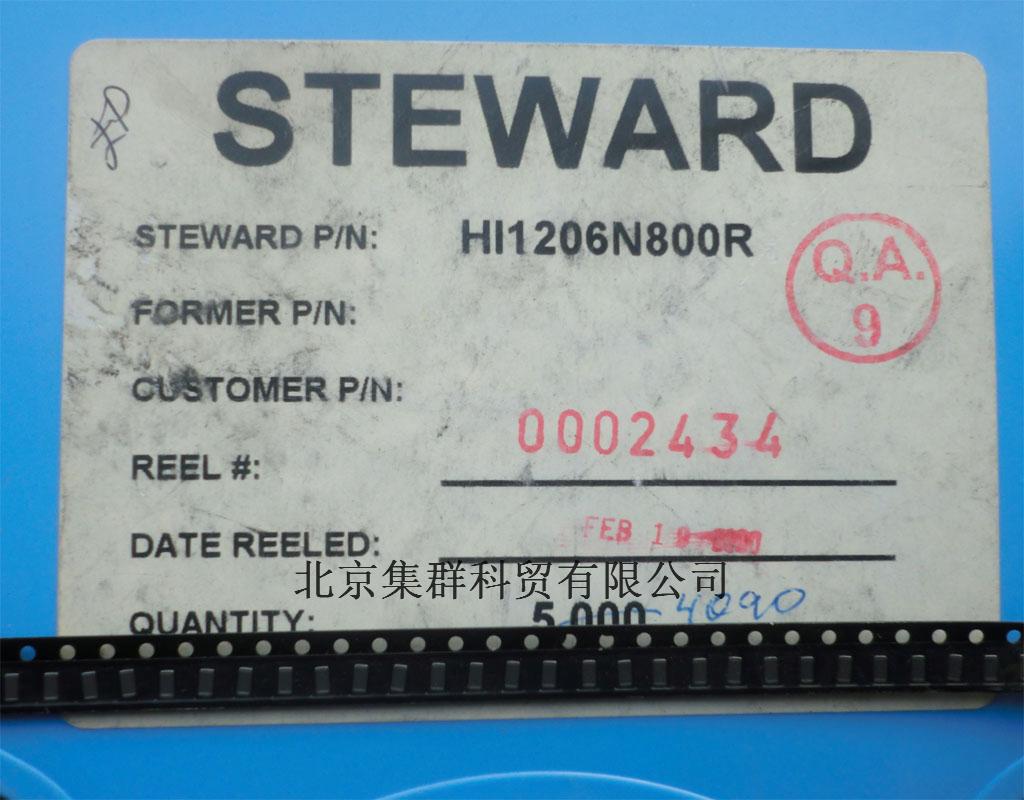 STEWARD
STEWARD P/N: HI1206N800R
Q.A.
9
FORMER P/N:
CUSTOMER P/N:
REEL #: 0002434
DATE REELED: FEB 1
北京集群科贸有限公司
QUANTITY: 5,000 4090